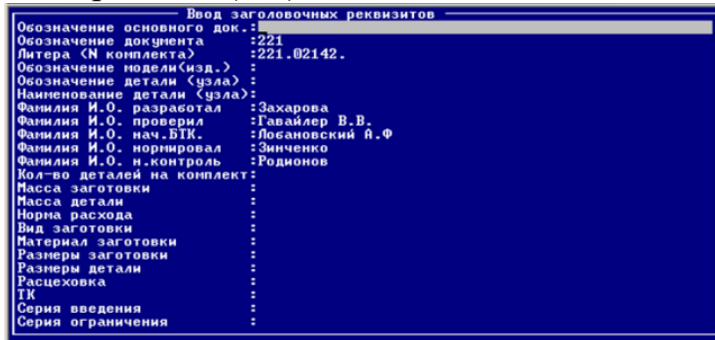 Ввод заголовочных реквизитов
Обозначение основного док.:
Обозначение документа :221
Литера (N комплекта) :221.02142.
Обозначение модели(изд.) :
Обозначение детали (узла) :
Наименование детали (узла):
Фамилия И.О. разработал :Захарова
Фамилия И.О. проверил :Гавайлер В.В.
Фамилия И.О. нач.БТК. :Лобановский А.Ф
Фамилия И.О. нормировал :Зинченко
Фамилия И.О. н.контроль :Родионов
Кол-во деталей на комплект:
Масса заготовки :
Масса детали :
Норма расхода :
Вид заготовки :
Материал заготовки :
Размеры заготовки :
Размеры детали :
Расцеховка :
ТК :
Серия введения :
Серия ограничения :